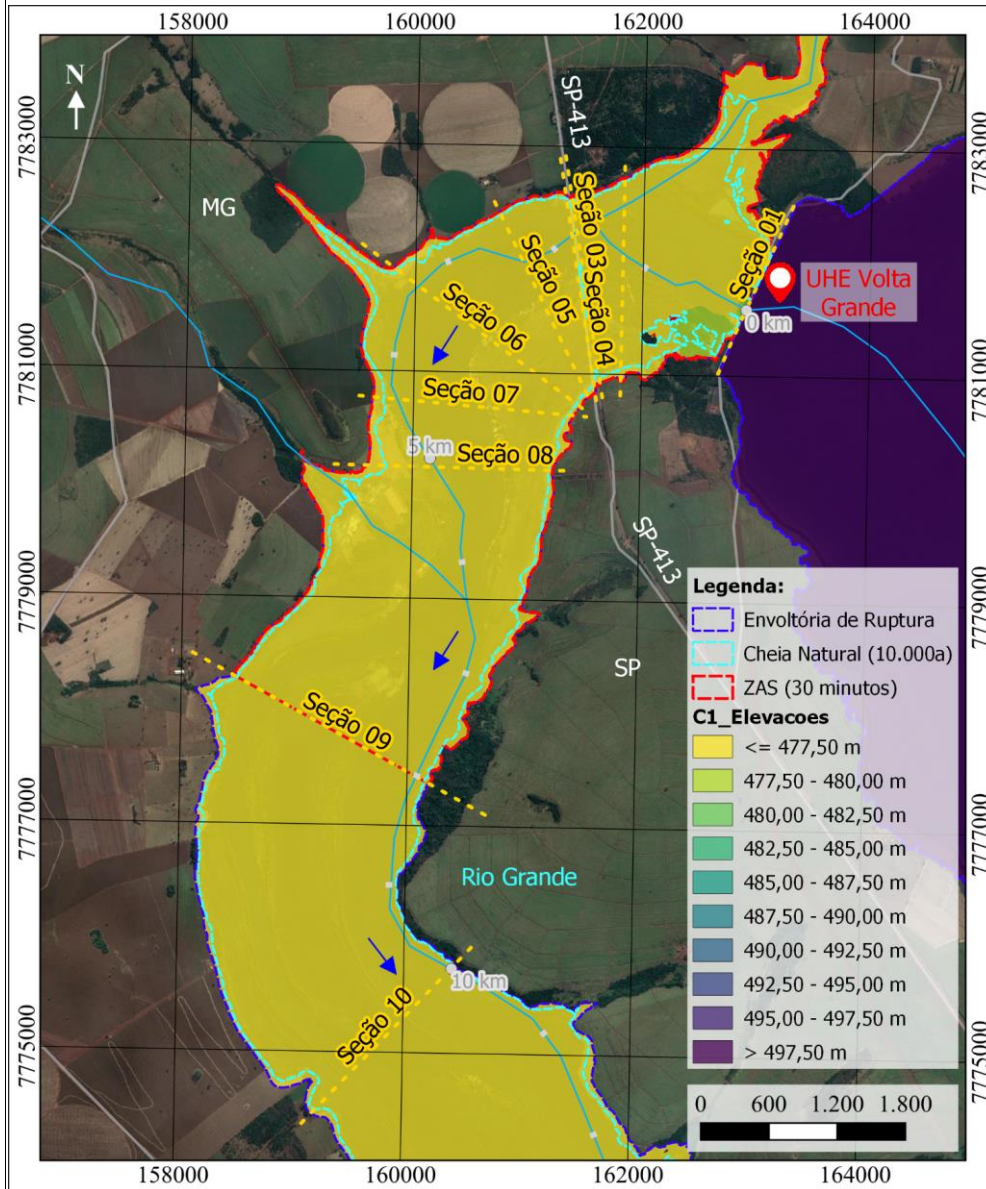 158000
160000
162000
164000
N
SP-413
7783000
7783000
MG
Seção 01
Seção 03
Seção 04
Seção 05
Seção 06
UHE Volta
Grande
0 km
7781000
7781000
Seção 07
5 km
Seção 08
SP-413
7779000
7779000
Legenda:
Envoltória de Ruptura
Cheia Natural (10.000a)
ZAS (30 minutos)
C1_Elevacoes
<= 477,50 m
477,50 - 480,00 m
480,00 - 482,50 m
482,50 - 485,00 m
485,00 - 487,50 m
487,50 - 490,00 m
490,00 - 492,50 m
492,50 - 495,00 m
495,00 - 497,50 m
> 497,50 m
SP
Seção 09
7777000
7777000
Rio Grande
10 km
Seção 10
7775000
7775000
0 600 1.200 1.800
158000
160000
162000
164000